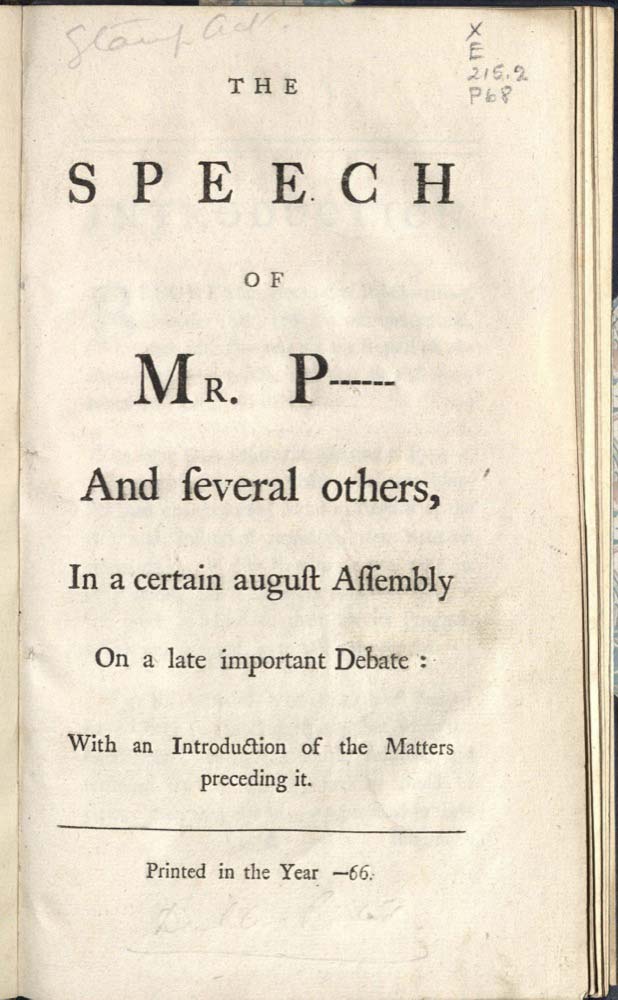 Stamp Act.
X
E
215.2
P68
THE
SPEECH
OF
MR. P------
And ſeveral others,
In a certain auguſt Aſſembly
On a late important Debate :
With an Introduction of the Matters
preceding it.
Printed in the Year —66.